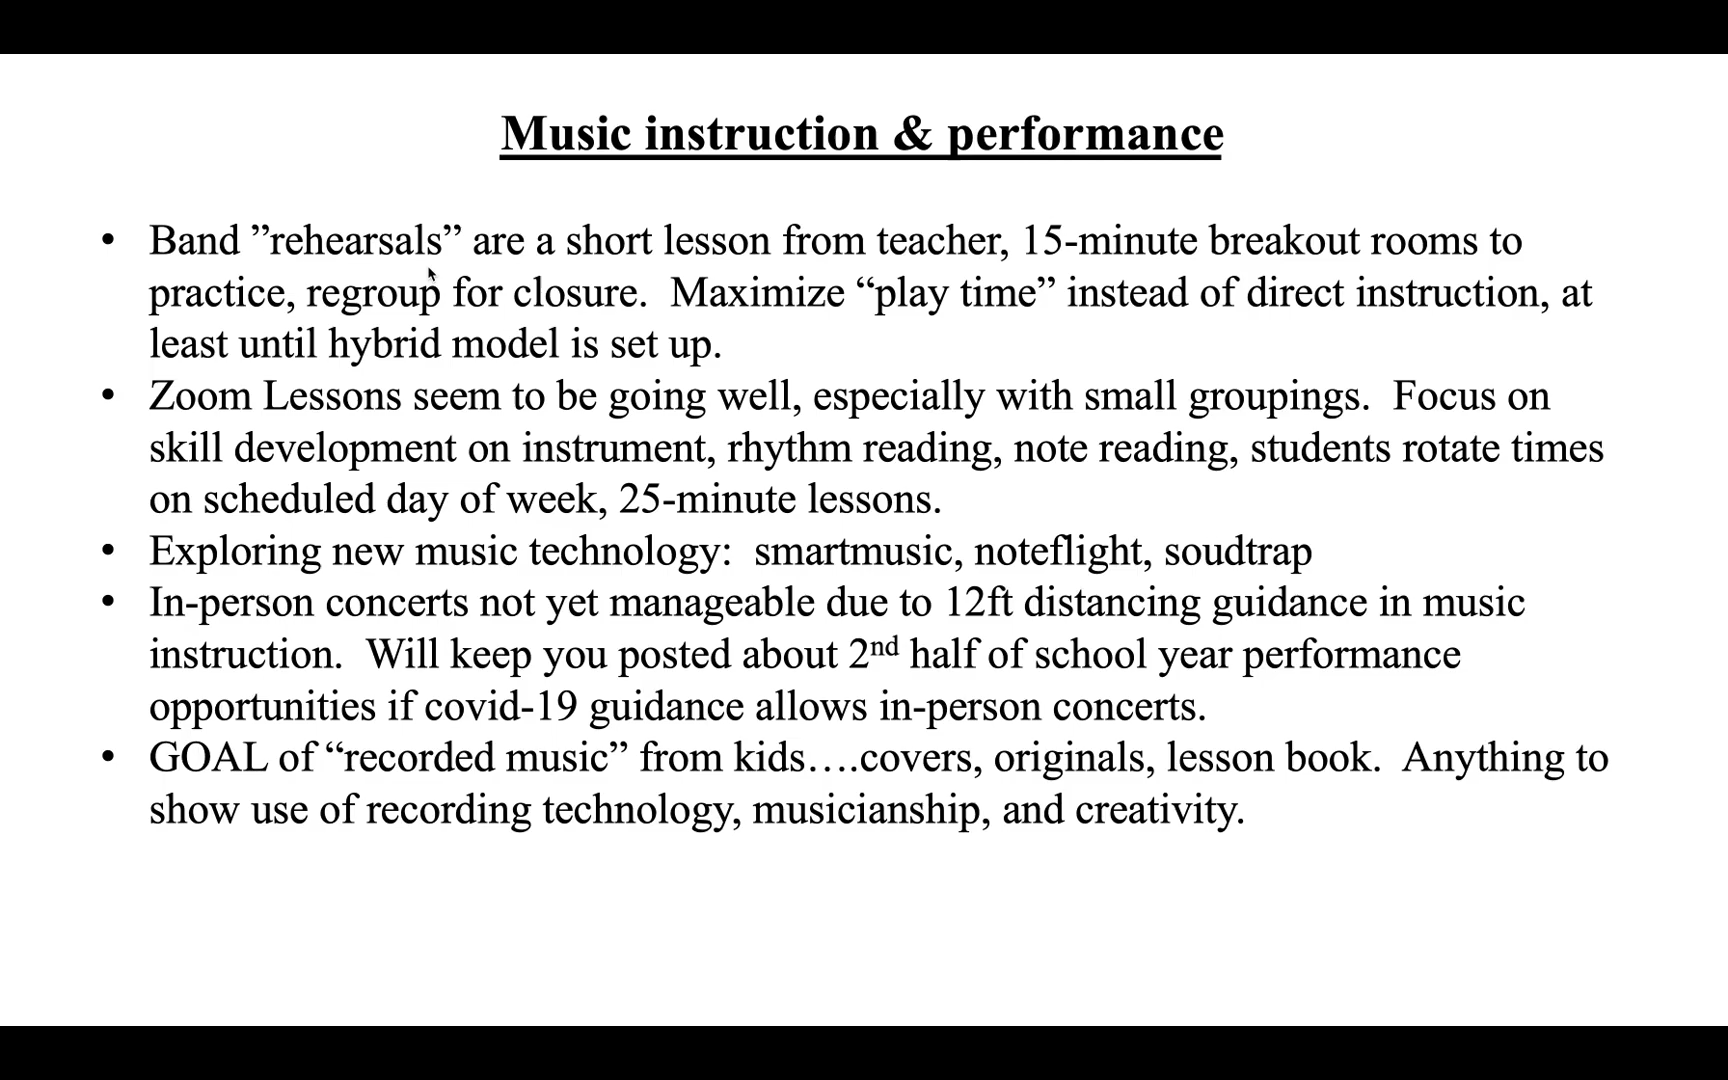 Music instruction & performance
• Band ”rehearsals” are a short lesson from teacher, 15-minute breakout rooms to
practice, regroup for closure.  Maximize “play time” instead of direct instruction, at
least until hybrid model is set up.
• Zoom Lessons seem to be going well, especially with small groupings.  Focus on
skill development on instrument, rhythm reading, note reading, students rotate times
on scheduled day of week, 25-minute lessons.
• Exploring new music technology:  smartmusic, noteflight, soudtrap
• In-person concerts not yet manageable due to 12ft distancing guidance in music
instruction.  Will keep you posted about 2nd half of school year performance
opportunities if covid-19 guidance allows in-person concerts.
• GOAL of “recorded music” from kids….covers, originals, lesson book.  Anything to
show use of recording technology, musicianship, and creativity.